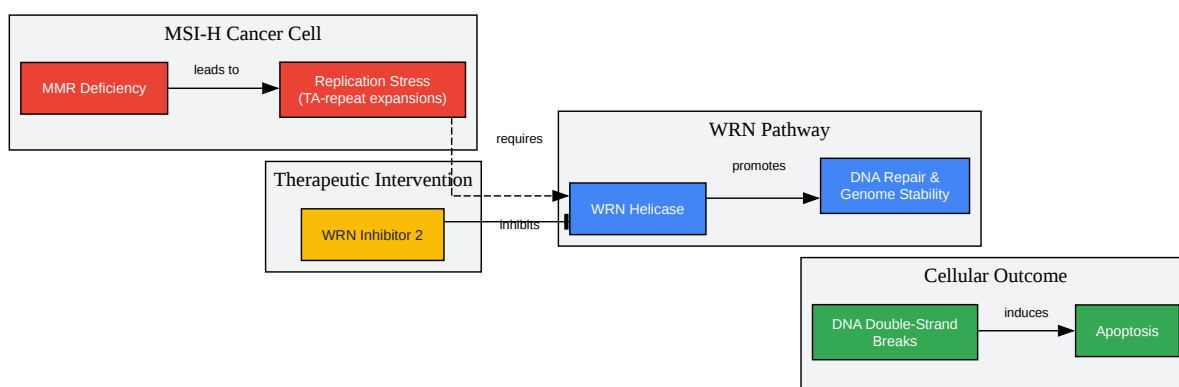 MSI-H Cancer Cell
MMR Deficiency
leads to
Replication Stress
(TA-repeat expansions)
requires
WRN Pathway
WRN Helicase
promotes
DNA Repair &
Genome Stability
Therapeutic Intervention
WRN Inhibitor 2
inhibits
Cellular Outcome
DNA Double-Strand
Breaks
induces
Apoptosis